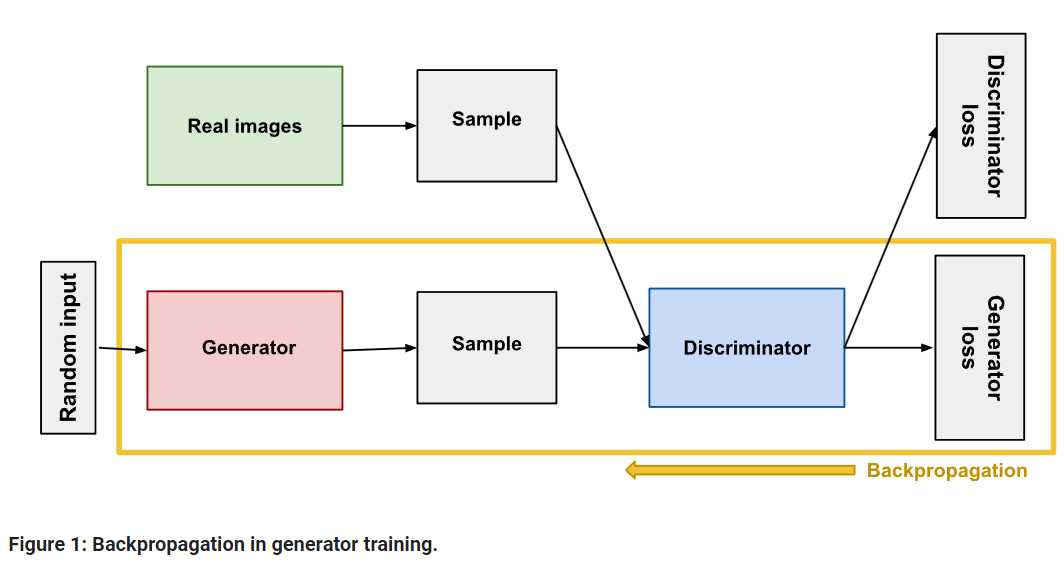 Real images
Sample
Discriminator
loss
Random input
Generator
Sample
Discriminator
Generator
loss
Backpropagation
Figure 1: Backpropagation in generator training.